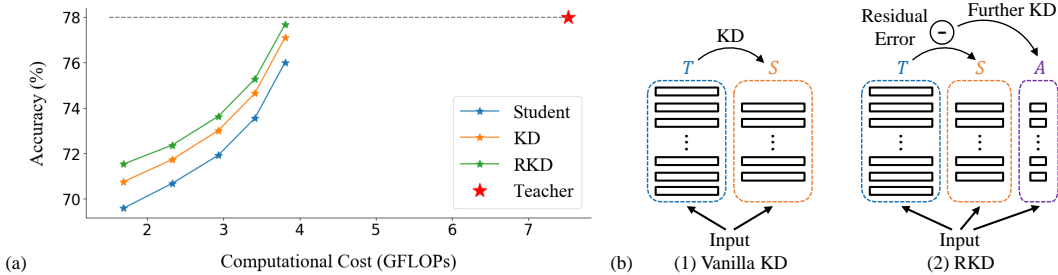 78
76
74
72
70
Accuracy (%)
2
3
4
5
6
7
Computational Cost (GFLOPs)
Student
KD
RKD
Teacher
(a)
KD
T
S
...
...
Input
(b)
(1) Vanilla KD
Residual
Error
-
Further KD
T
S
A
...
...
...
Input
(2) RKD